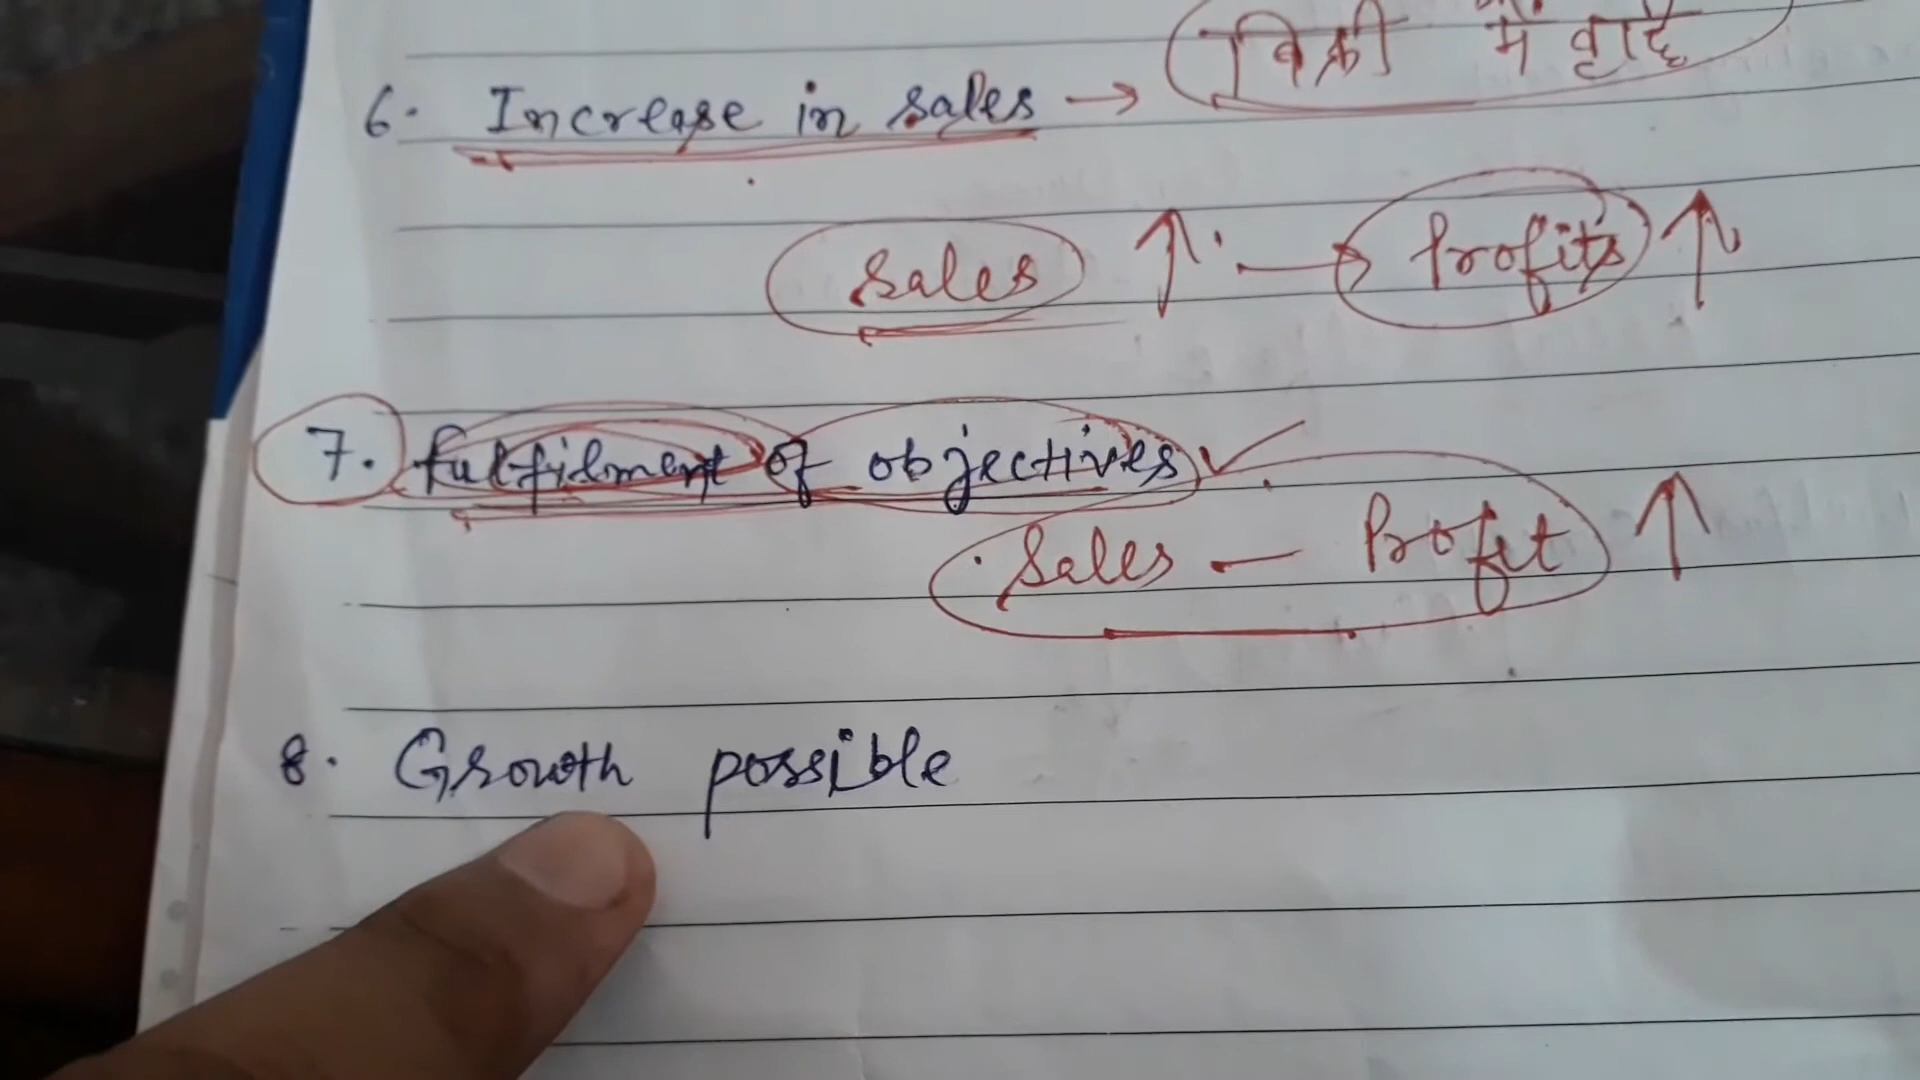 6. Increase in sales → बिक्री में वृद्धि
Sales ↑ → Profits ↑
7. fulfilment of objectives ✓
Sales — Profit ↑
8. Growth possible